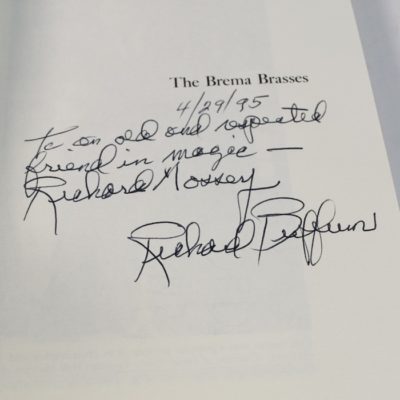 The Brema Brasses
4/29/95
To an old and respected
friend in magic —
Richard Mossey
Richard Buffum